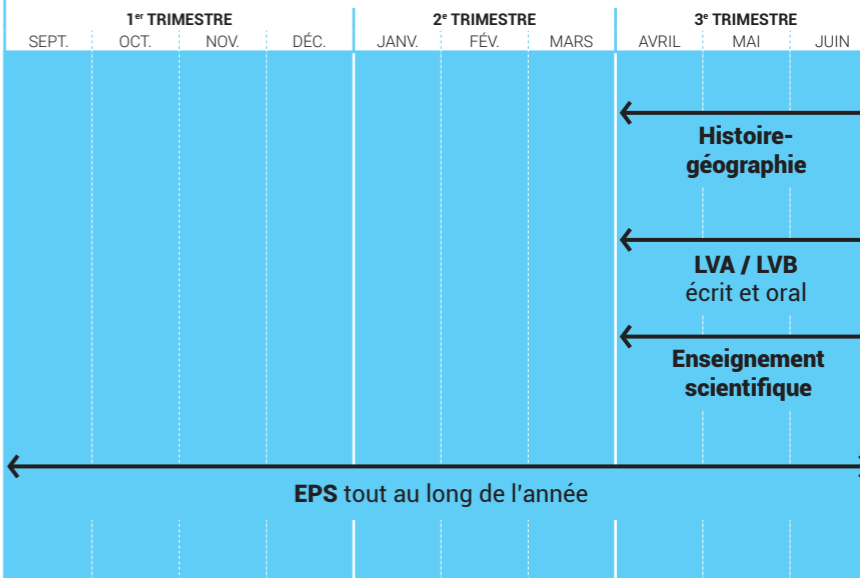 1er TRIMESTRE 2e TRIMESTRE 3e TRIMESTRE
SEPT. OCT. NOV. DÉC. JANV. FÉV. MARS AVRIL MAI JUIN
Histoire-
géographie
LVA / LVB
écrit et oral
Enseignement
scientifique
EPS tout au long de l'année